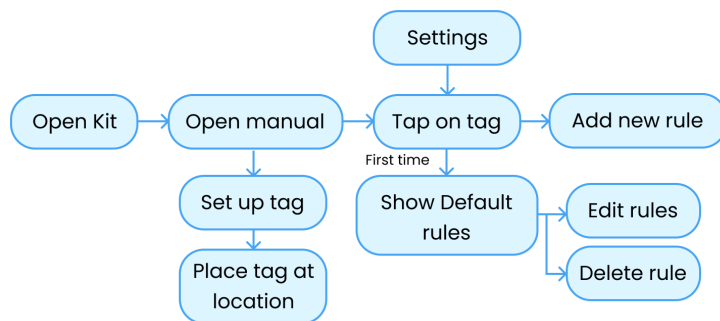 Settings
Open Kit
Open manual
Tap on tag
Add new rule
First time
Set up tag
Show Default
rules
Edit rules
Place tag at
location
Delete rule